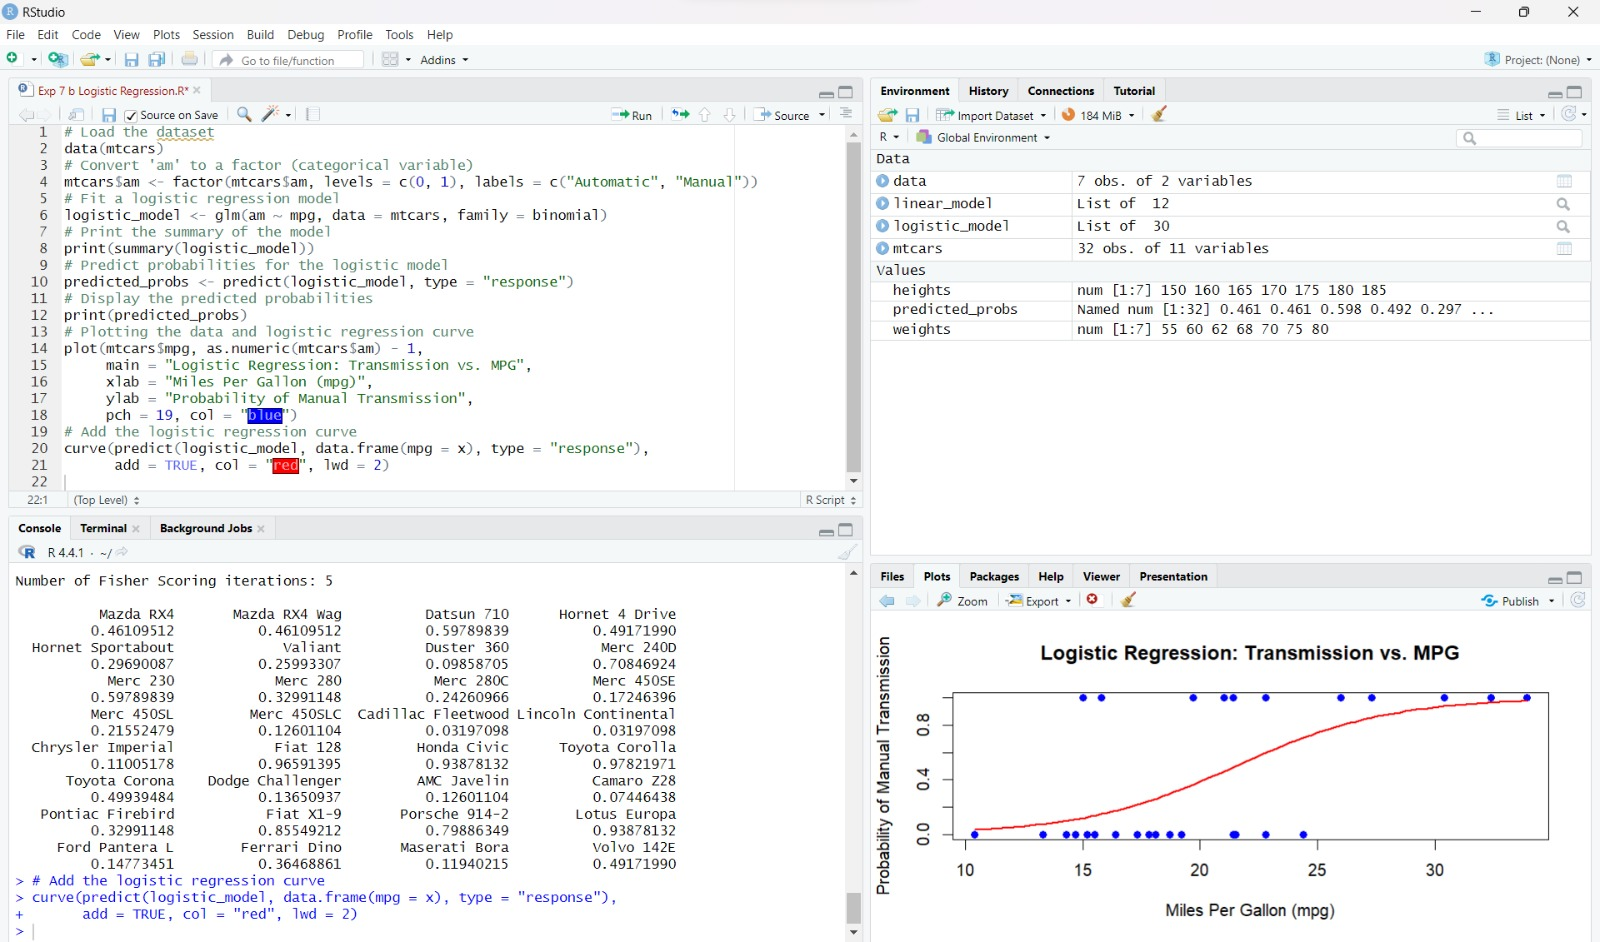 RStudio
File Edit Code View Plots Session Build Debug Profile Tools Help
Go to file/function Addins Project: (None)
Exp 7 b Logistic Regression.R*
Source on Save Run Source
1 # Load the dataset
2 data(mtcars)
3 # Convert 'am' to a factor (categorical variable)
4 mtcars$am <- factor(mtcars$am, levels = c(0, 1), labels = c("Automatic", "Manual"))
5 # Fit a logistic regression model
6 logistic_model <- glm(am ~ mpg, data = mtcars, family = binomial)
7 # Print the summary of the model
8 print(summary(logistic_model))
9 # Predict probabilities for the logistic model
10 predicted_probs <- predict(logistic_model, type = "response")
11 # Display the predicted probabilities
12 print(predicted_probs)
13 # Plotting the data and logistic regression curve
14 plot(mtcars$mpg, as.numeric(mtcars$am) - 1,
15 main = "Logistic Regression: Transmission vs. MPG",
16 xlab = "Miles Per Gallon (mpg)",
17 ylab = "Probability of Manual Transmission",
18 pch = 19, col = "blue")
19 # Add the logistic regression curve
20 curve(predict(logistic_model, data.frame(mpg = x), type = "response"),
21 add = TRUE, col = "red", lwd = 2)
22
22:1 (Top Level) R Script
Console Terminal Background Jobs
R 4.4.1 · ~/
Number of Fisher Scoring iterations: 5
Mazda RX4 Mazda RX4 Wag Datsun 710 Hornet 4 Drive
0.46109512 0.46109512 0.59789839 0.49171990
Hornet Sportabout Valiant Duster 360 Merc 240D
0.29690087 0.25993307 0.09858705 0.70846924
Merc 230 Merc 280 Merc 280C Merc 450SE
0.59789839 0.32991148 0.24260966 0.17246396
Merc 450SL Merc 450SLC Cadillac Fleetwood Lincoln Continental
0.21552479 0.12601104 0.03197098 0.03197098
Chrysler Imperial Fiat 128 Honda Civic Toyota Corolla
0.11005178 0.96591395 0.93878132 0.97821971
Toyota Corona Dodge Challenger AMC Javelin Camaro Z28
0.49939484 0.13650937 0.12601104 0.07446438
Pontiac Firebird Fiat X1-9 Porsche 914-2 Lotus Europa
0.32991148 0.85549212 0.79886349 0.93878132
Ford Pantera L Ferrari Dino Maserati Bora Volvo 142E
0.14773451 0.36468861 0.11940215 0.49171990
> # Add the logistic regression curve
> curve(predict(logistic_model, data.frame(mpg = x), type = "response"),
+ add = TRUE, col = "red", lwd = 2)
>
Environment History Connections Tutorial
Import Dataset 184 MiB List
R Global Environment
Data
data 7 obs. of 2 variables
linear_model List of 12
logistic_model List of 30
mtcars 32 obs. of 11 variables
Values
heights num [1:7] 150 160 165 170 175 180 185
predicted_probs Named num [1:32] 0.461 0.461 0.598 0.492 0.297 ...
weights num [1:7] 55 60 62 68 70 75 80
Files Plots Packages Help Viewer Presentation
Zoom Export Publish
Logistic Regression: Transmission vs. MPG
Probability of Manual Transmission
0.8
0.4
0.0
10 15 20 25 30
Miles Per Gallon (mpg)